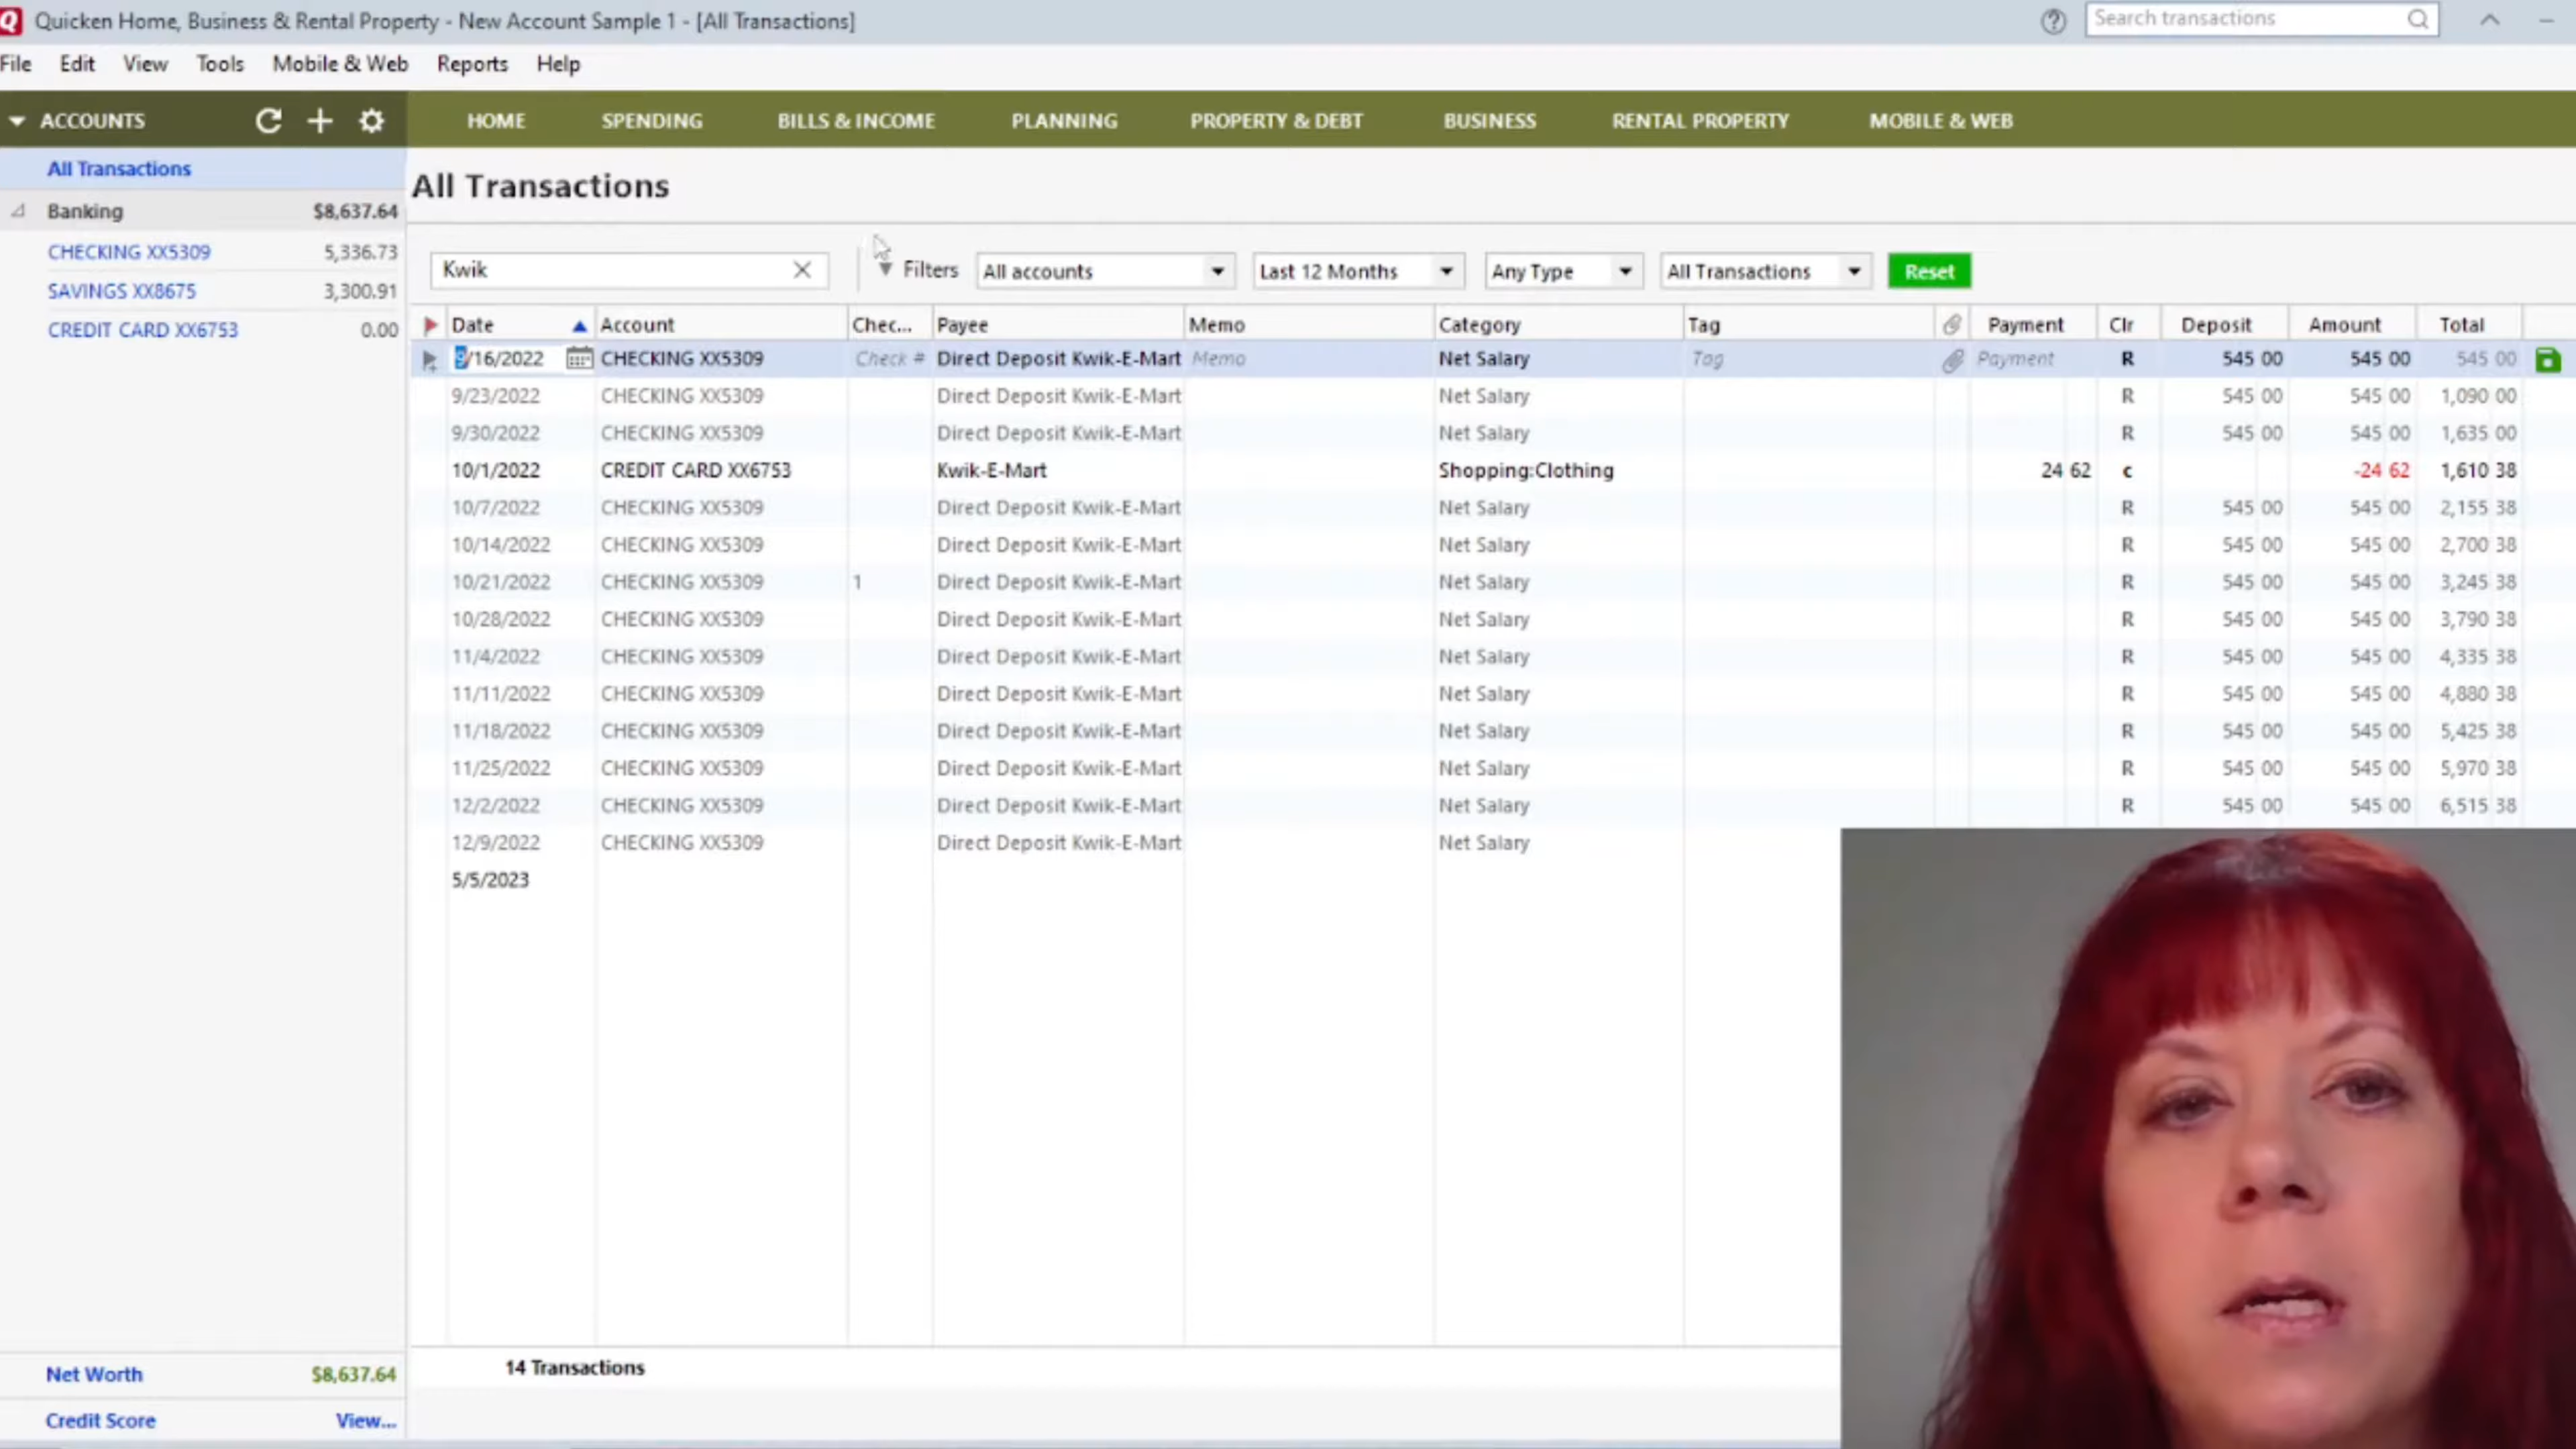 Quicken Home, Business & Rental Property - New Account Sample 1 - [All Transactions] Search transactions
File Edit View Tools Mobile & Web Reports Help
ACCOUNTS HOME SPENDING BILLS & INCOME PLANNING PROPERTY & DEBT BUSINESS RENTAL PROPERTY MOBILE & WEB
All Transactions
Banking $8,637.64
CHECKING XX5309 5,336.73
SAVINGS XX8675 3,300.91
CREDIT CARD XX6753 0.00
All Transactions
Kwik Filters All accounts Last 12 Months Any Type All Transactions Reset
Date Account Chec... Payee Memo Category Tag Payment Clr Deposit Amount Total
9/16/2022 CHECKING XX5309 Check # Direct Deposit Kwik-E-Mart Memo Net Salary Tag Payment R 545 00 545 00 545 00
9/23/2022 CHECKING XX5309 Direct Deposit Kwik-E-Mart Net Salary R 545 00 545 00 1,090 00
9/30/2022 CHECKING XX5309 Direct Deposit Kwik-E-Mart Net Salary R 545 00 545 00 1,635 00
10/1/2022 CREDIT CARD XX6753 Kwik-E-Mart Shopping:Clothing 24 62 c -24 62 1,610 38
10/7/2022 CHECKING XX5309 Direct Deposit Kwik-E-Mart Net Salary R 545 00 545 00 2,155 38
10/14/2022 CHECKING XX5309 Direct Deposit Kwik-E-Mart Net Salary R 545 00 545 00 2,700 38
10/21/2022 CHECKING XX5309 1 Direct Deposit Kwik-E-Mart Net Salary R 545 00 545 00 3,245 38
10/28/2022 CHECKING XX5309 Direct Deposit Kwik-E-Mart Net Salary R 545 00 545 00 3,790 38
11/4/2022 CHECKING XX5309 Direct Deposit Kwik-E-Mart Net Salary R 545 00 545 00 4,335 38
11/11/2022 CHECKING XX5309 Direct Deposit Kwik-E-Mart Net Salary R 545 00 545 00 4,880 38
11/18/2022 CHECKING XX5309 Direct Deposit Kwik-E-Mart Net Salary R 545 00 545 00 5,425 38
11/25/2022 CHECKING XX5309 Direct Deposit Kwik-E-Mart Net Salary R 545 00 545 00 5,970 38
12/2/2022 CHECKING XX5309 Direct Deposit Kwik-E-Mart Net Salary R 545 00 545 00 6,515 38
12/9/2022 CHECKING XX5309 Direct Deposit Kwik-E-Mart Net Salary
5/5/2023
14 Transactions
Net Worth $8,637.64
Credit Score View...